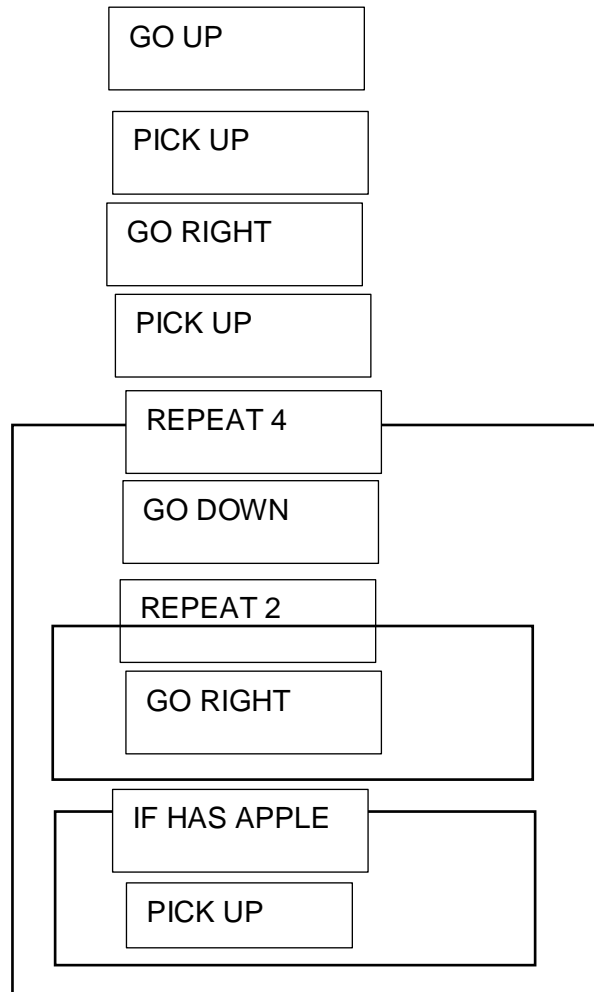 GO UP
PICK UP
GO RIGHT
PICK UP
REPEAT 4
GO DOWN
REPEAT 2
GO RIGHT
IF HAS APPLE
PICK UP